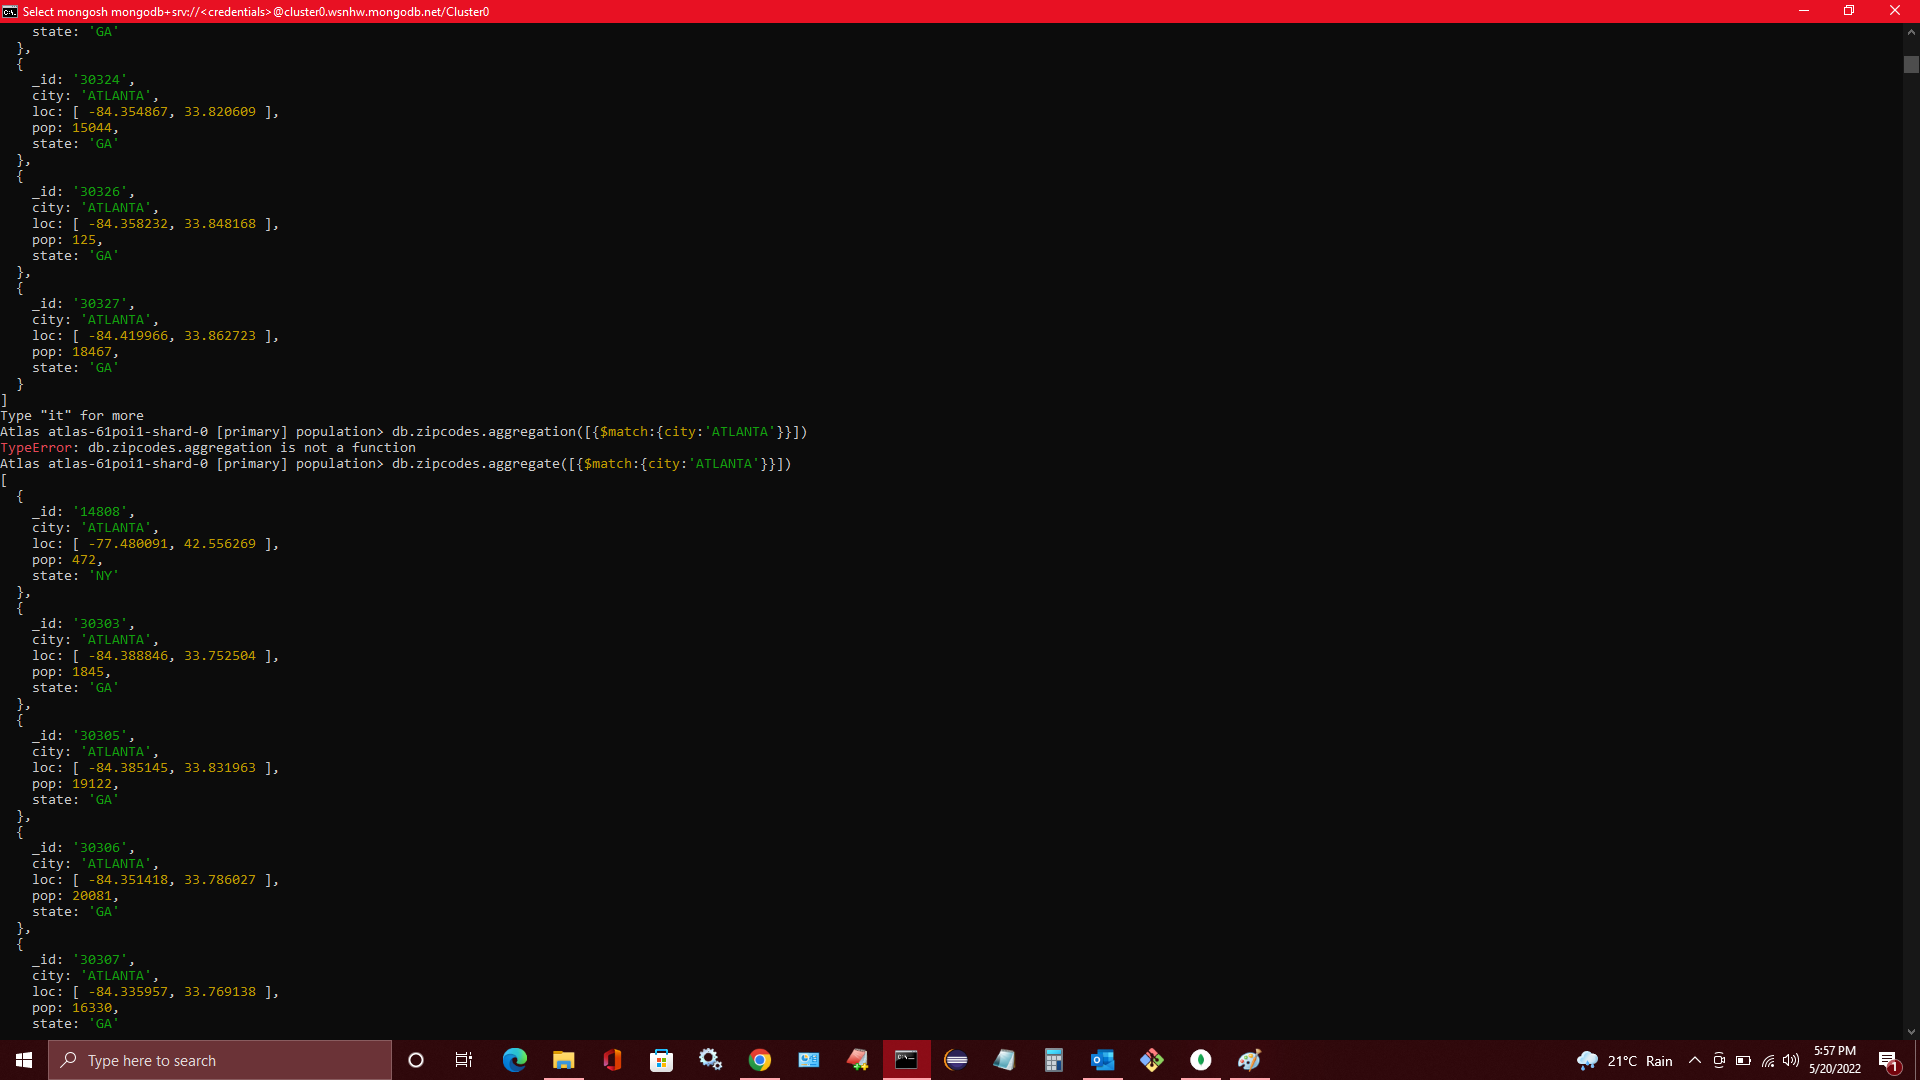 Select mongosh mongodb+srv://<credentials>@cluster0.wsnhw.mongodb.net/Cluster0
state: 'GA'
},
{
_id: '30324',
city: 'ATLANTA',
loc: [ -84.354867, 33.820609 ],
pop: 15044,
state: 'GA'
},
{
_id: '30326',
city: 'ATLANTA',
loc: [ -84.358232, 33.848168 ],
pop: 125,
state: 'GA'
},
{
_id: '30327',
city: 'ATLANTA',
loc: [ -84.419966, 33.862723 ],
pop: 18467,
state: 'GA'
}
]
Type "it" for more
Atlas atlas-61poi1-shard-0 [primary] population> db.zipcodes.aggregation([{$match:{city:'ATLANTA'}}])
TypeError: db.zipcodes.aggregation is not a function
Atlas atlas-61poi1-shard-0 [primary] population> db.zipcodes.aggregate([{$match:{city:'ATLANTA'}}])
[
{
_id: '14808',
city: 'ATLANTA',
loc: [ -77.480091, 42.556269 ],
pop: 472,
state: 'NY'
},
{
_id: '30303',
city: 'ATLANTA',
loc: [ -84.388846, 33.752504 ],
pop: 1845,
state: 'GA'
},
{
_id: '30305',
city: 'ATLANTA',
loc: [ -84.385145, 33.831963 ],
pop: 19122,
state: 'GA'
},
{
_id: '30306',
city: 'ATLANTA',
loc: [ -84.351418, 33.786027 ],
pop: 20081,
state: 'GA'
},
{
_id: '30307',
city: 'ATLANTA',
loc: [ -84.335957, 33.769138 ],
pop: 16330,
state: 'GA'
Type here to search
21°C Rain
5:57 PM
5/20/2022
1